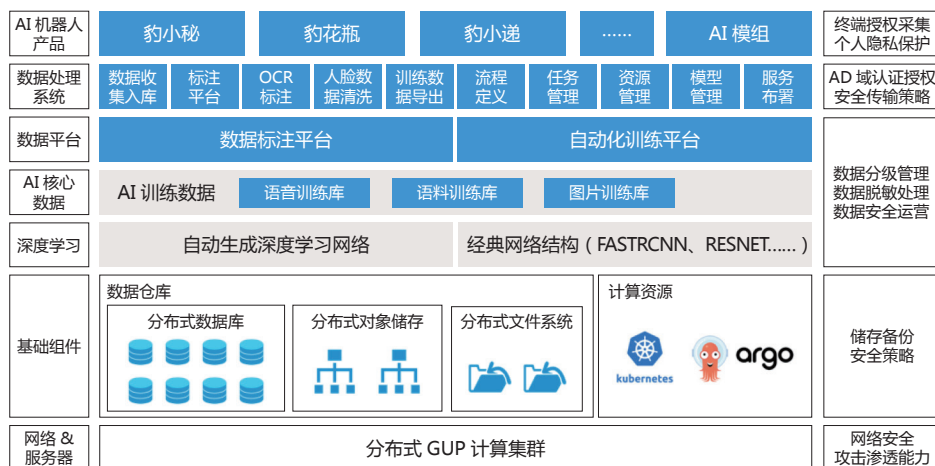 AI 机器人
产品
豹小秘
豹花瓶
豹小递
……
AI 模组
终端授权采集
个人隐私保护
数据处理
系统
数据收
集入库
标注
平台
OCR
标注
人脸数
据清洗
训练数
据导出
流程
定义
任务
管理
资源
管理
模型
管理
服务
布署
AD 域认证授权
安全传输策略
数据平台
数据标注平台
自动化训练平台
数据分级管理
数据脱敏处理
数据安全运营
AI 核心
数据
AI 训练数据
语音训练库
语料训练库
图片训练库
深度学习
自动生成深度学习网络
经典网络结构（FASTRCNN、RESNET……）
基础组件
数据仓库
分布式数据库
分布式对象储存
分布式文件系统
计算资源
kubernetes
argo
储存备份
安全策略
网络 &
服务器
分布式 GUP 计算集群
网络安全
攻击渗透能力